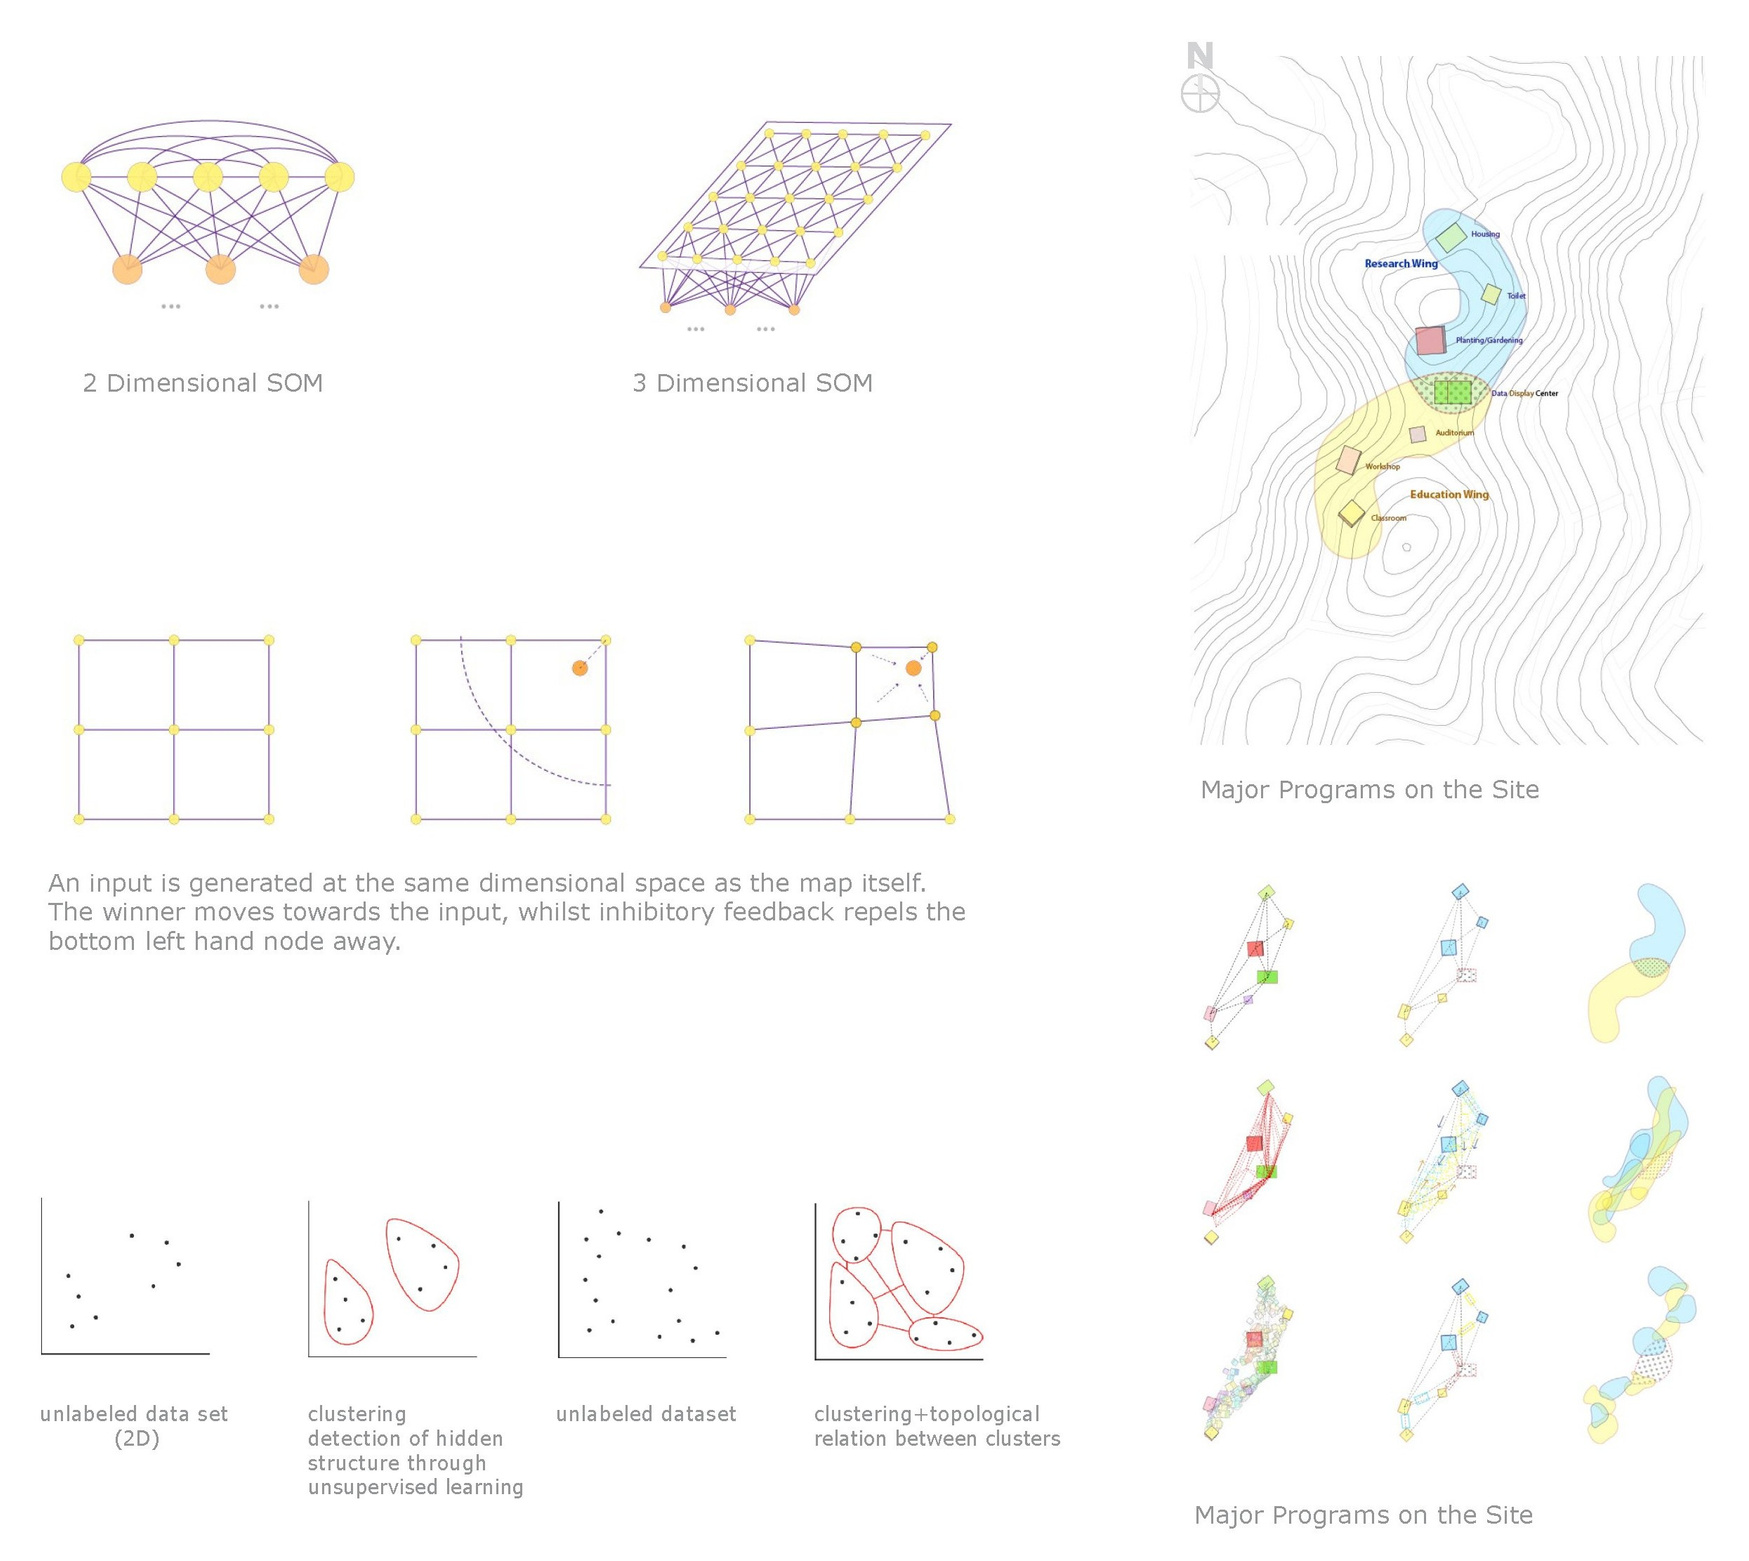 2 Dimensional SOM
3 Dimensional SOM
An input is generated at the same dimensional space as the map itself.
The winner moves towards the input, whilst inhibitory feedback repels the
bottom left hand node away.
unlabeled data set
(2D)
clustering
detection of hidden
structure through
unsupervised learning
unlabeled dataset
clustering+topological
relation between clusters
N
Housing
Research Wing
Toilet
Planting/Gardening
Data Display Center
Auditorium
Workshop
Education Wing
Classroom
Major Programs on the Site
Major Programs on the Site